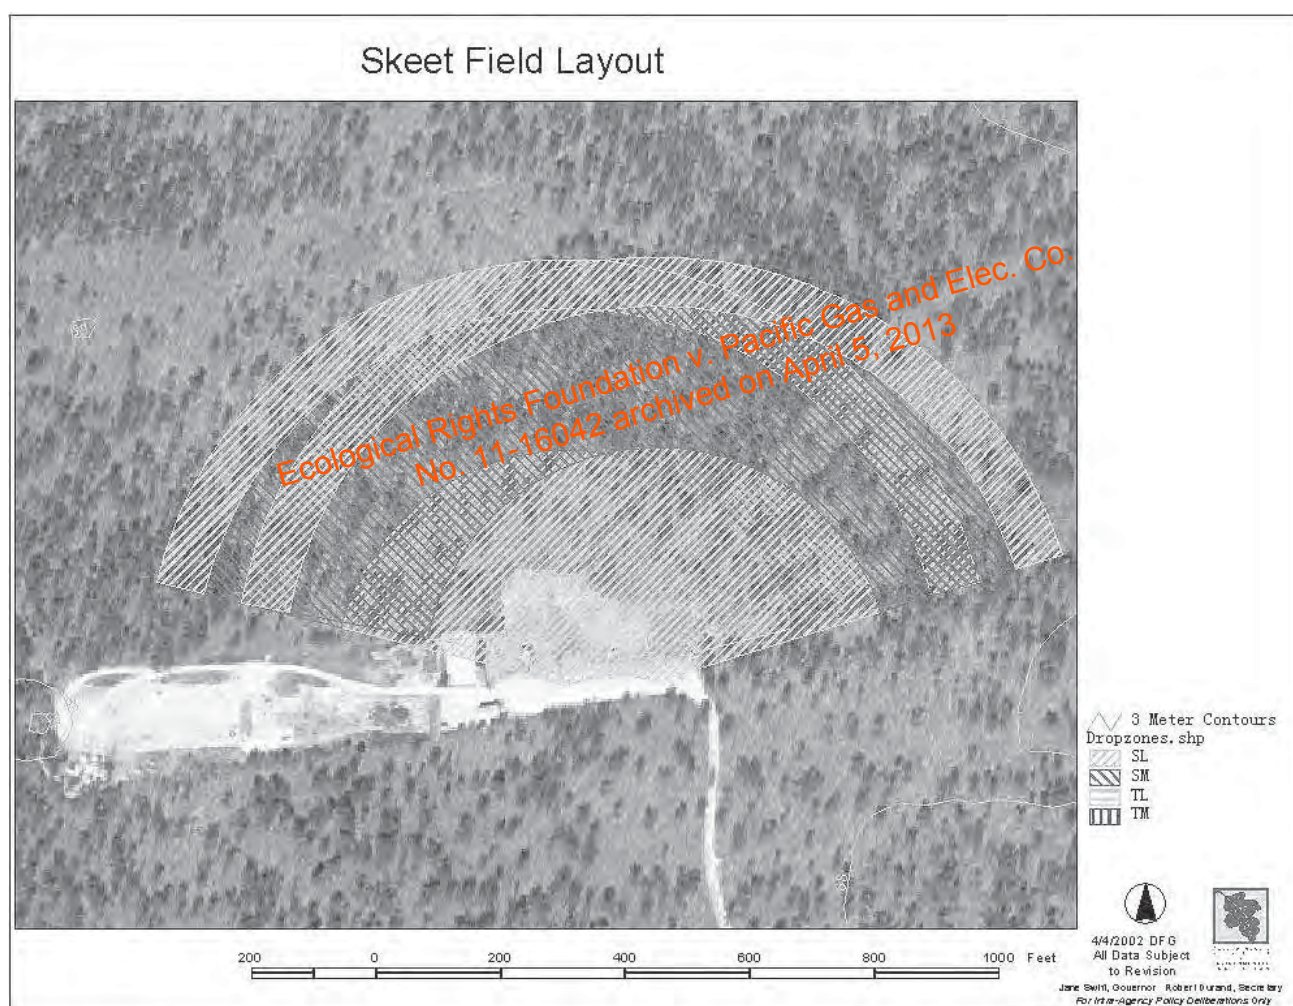 Skeet Field Layout
Ecological Rights Foundation v. Pacific Gas and Elec. Co.
No. 11-16042 archived on April 5, 2013
3 Meter Contours
Dropzones.shp
SL
SM
TL
TM
200 0 200 400 600 800 1000 Feet
4/4/2002 DFG
All Data Subject
to Revision
Jane Swift, Governor Robert Durand, Secretary
For Intra-Agency Policy Deliberations Only